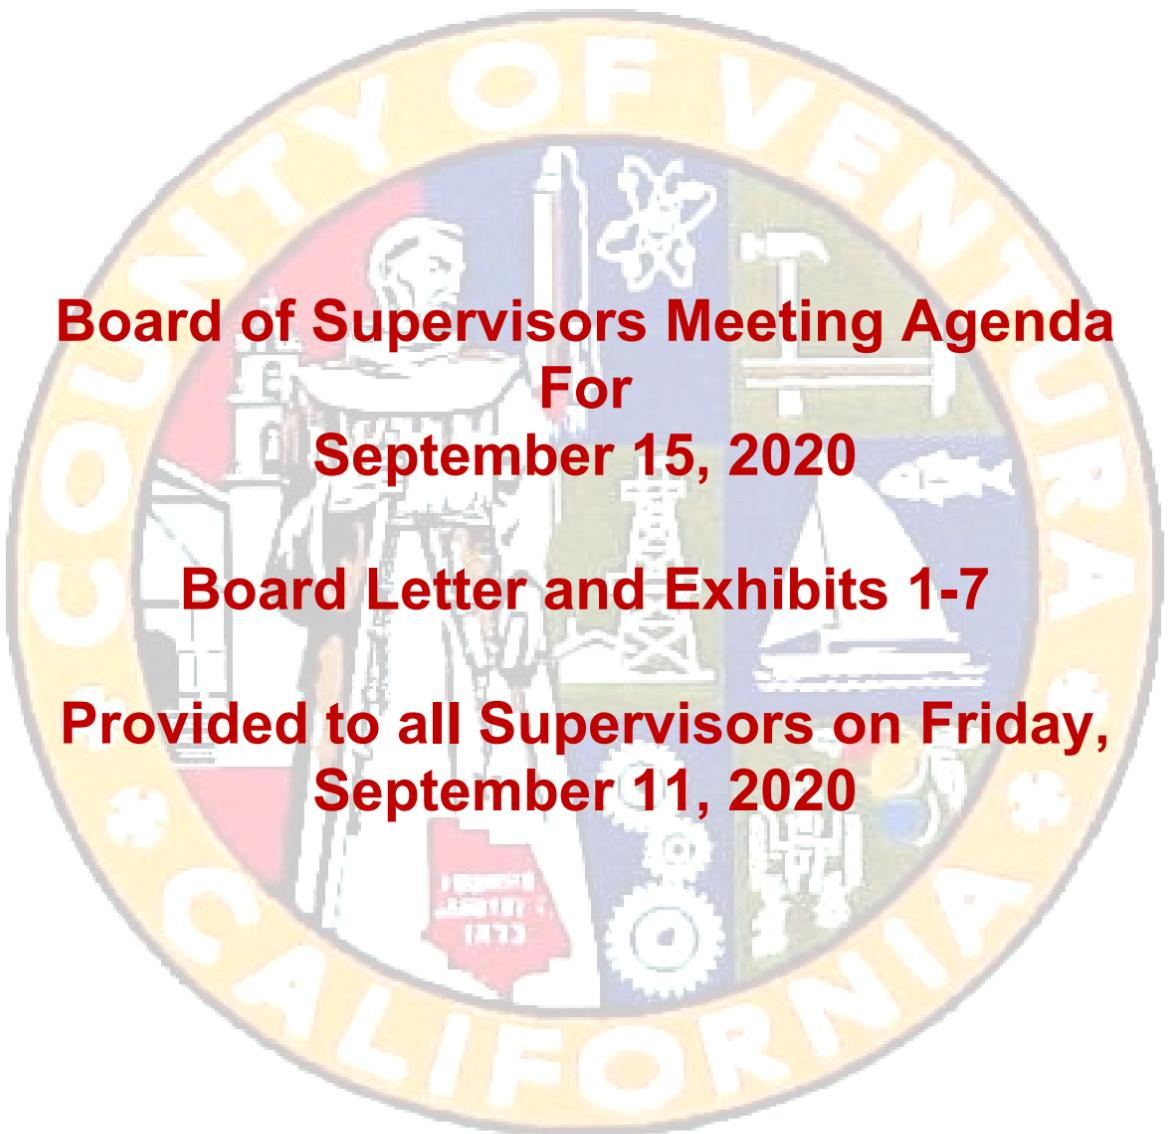 COUNTY OF VENTURA
Board of Supervisors Meeting Agenda
For
September 15, 2020
Board Letter and Exhibits 1-7
Provided to all Supervisors on Friday,
September 11, 2020
CALIFORNIA